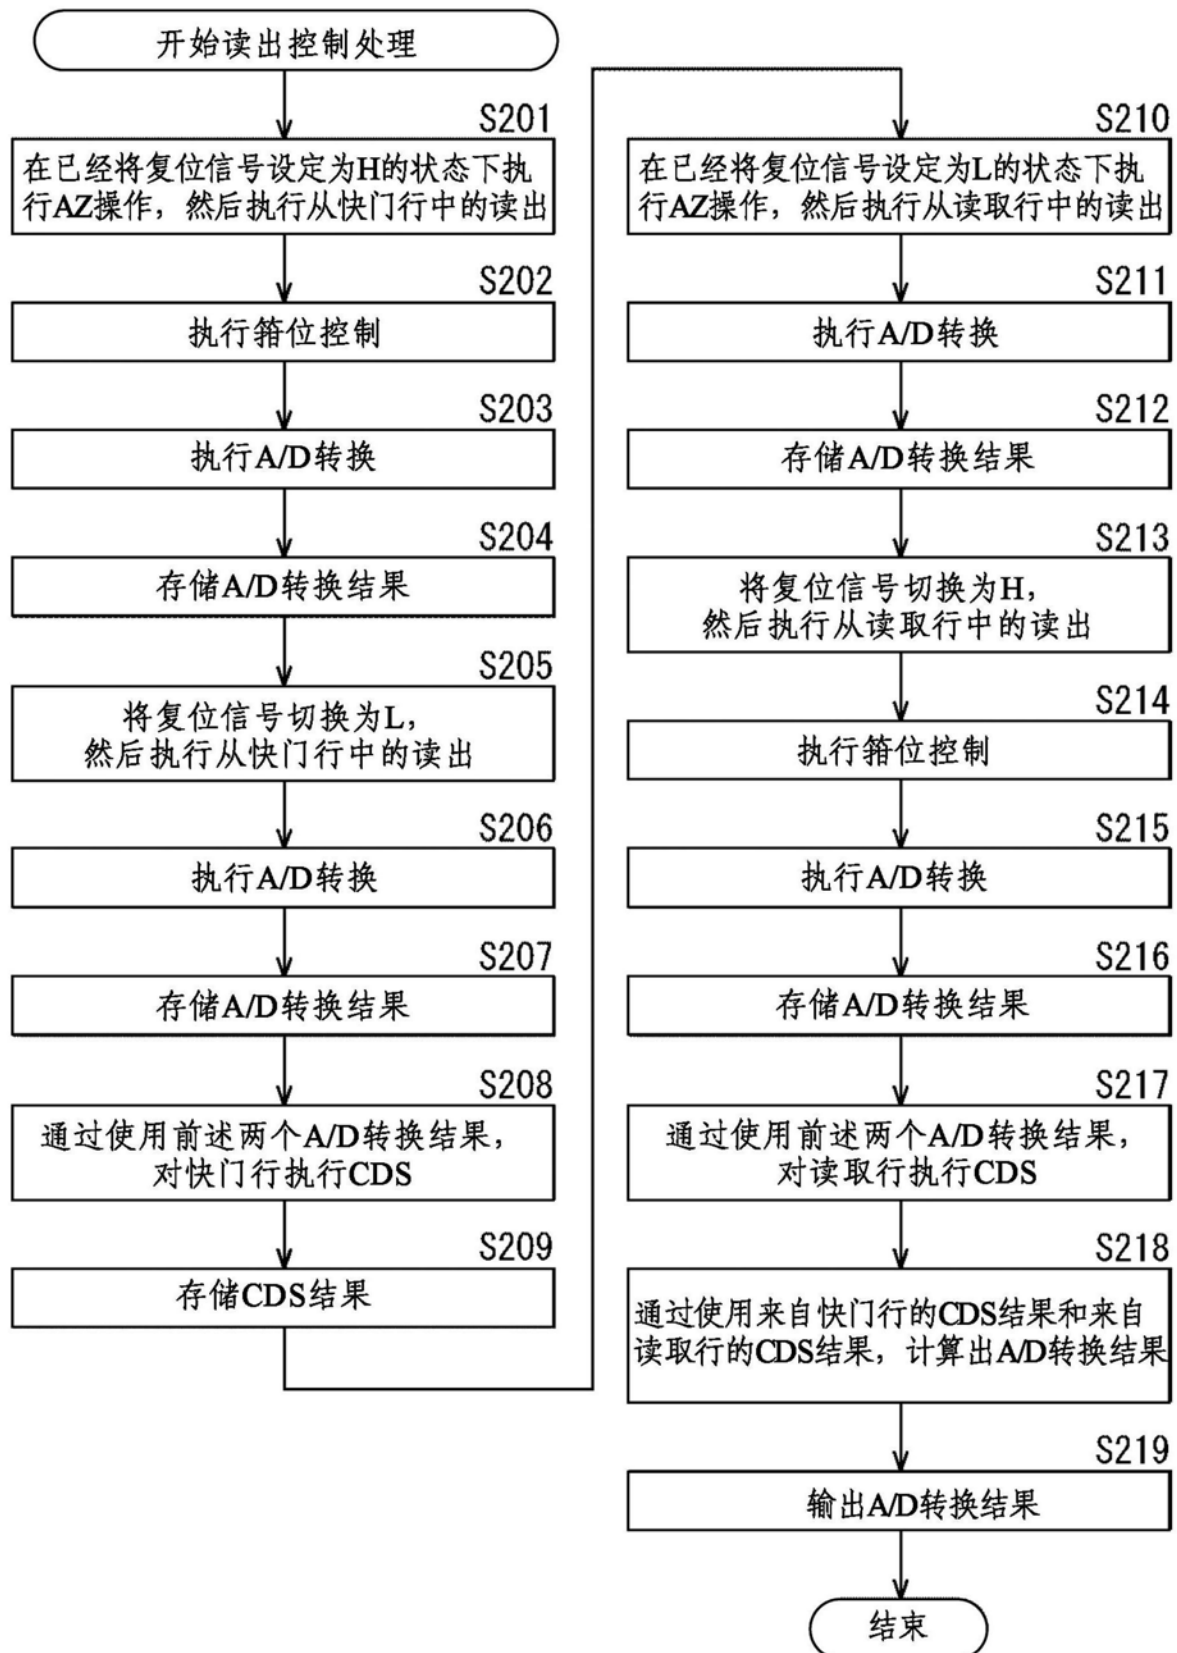 开始读出控制处理
S201
在已经将复位信号设定为H的状态下执
行AZ操作，然后执行从快门行中的读出
S202
执行箝位控制
S203
执行A/D转换
S204
存储A/D转换结果
S205
将复位信号切换为L，
然后执行从快门行中的读出
S206
执行A/D转换
S207
存储A/D转换结果
S208
通过使用前述两个A/D转换结果，
对快门行执行CDS
S209
存储CDS结果
S210
在已经将复位信号设定为L的状态下执
行AZ操作，然后执行从读取行中的读出
S211
执行A/D转换
S212
存储A/D转换结果
S213
将复位信号切换为H，
然后执行从读取行中的读出
S214
执行箝位控制
S215
执行A/D转换
S216
存储A/D转换结果
S217
通过使用前述两个A/D转换结果，
对读取行执行CDS
S218
通过使用来自快门行的CDS结果和来自
读取行的CDS结果，计算出A/D转换结果
S219
输出A/D转换结果
结束